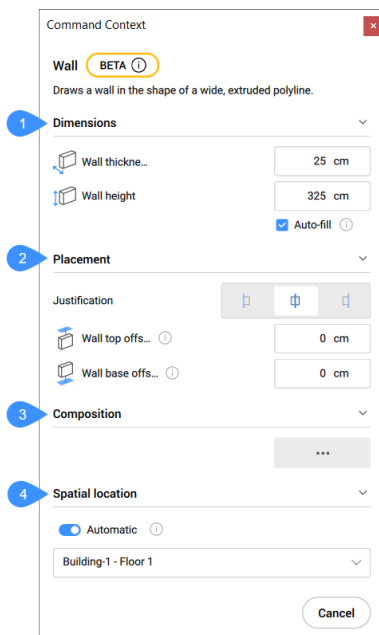 Command Context
Wall BETA
Draws a wall in the shape of a wide, extruded polyline.
1 Dimensions
Wall thickne... 25 cm
Wall height 325 cm
Auto-fill
2 Placement
Justification
Wall top offs... 0 cm
Wall base offs... 0 cm
3 Composition
...
4 Spatial location
Automatic
Building-1 - Floor 1
Cancel